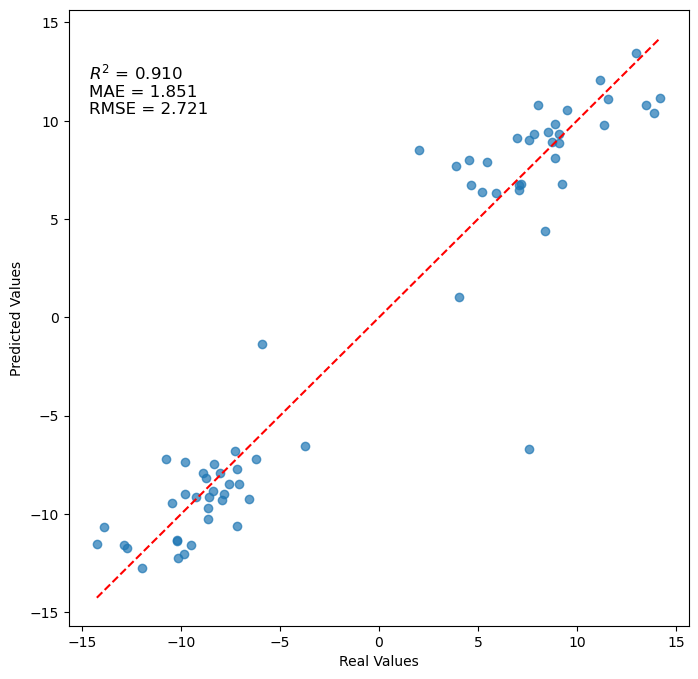 R² = 0.910
MAE = 1.851
RMSE = 2.721
15
10
5
0
−5
−10
−15
Predicted Values
−15 −10 −5 0 5 10 15
Real Values